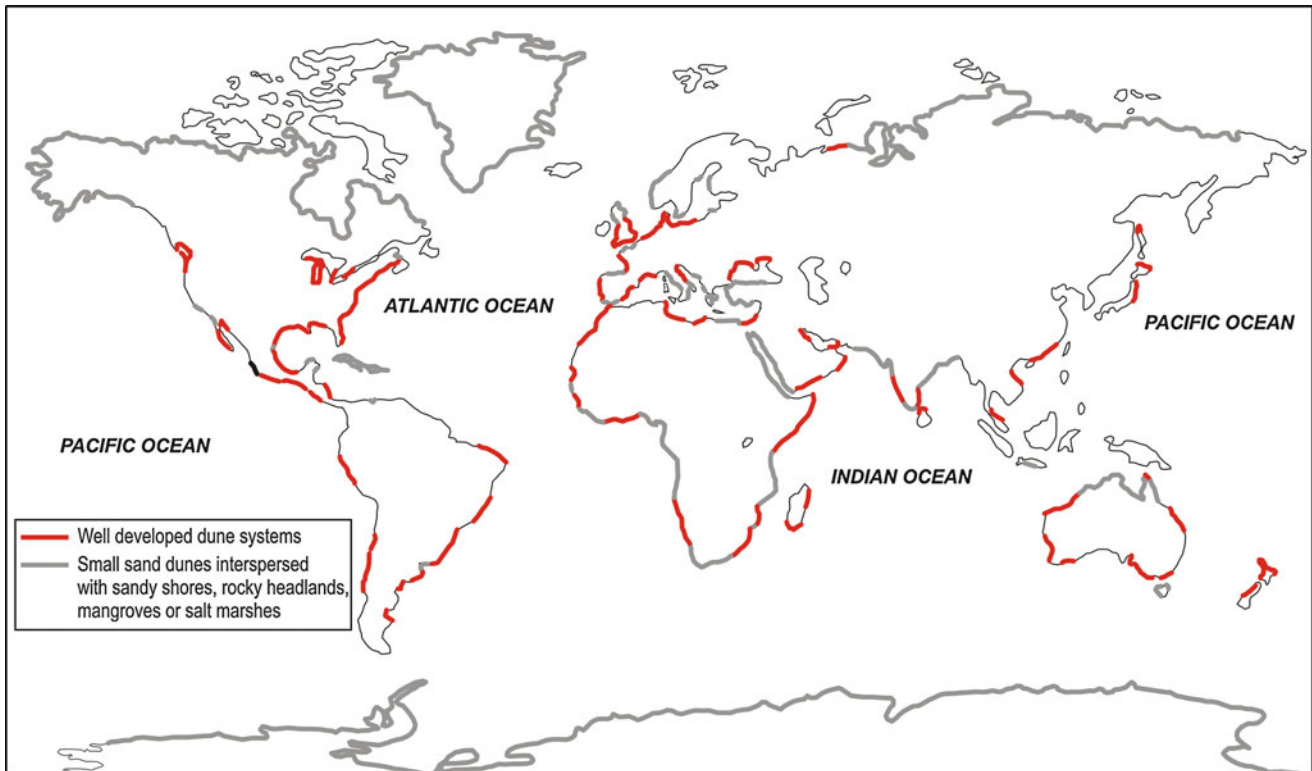 ATLANTIC OCEAN
PACIFIC OCEAN
PACIFIC OCEAN
INDIAN OCEAN
Well developed dune systems
Small sand dunes interspersed
with sandy shores, rocky headlands,
mangroves or salt marshes